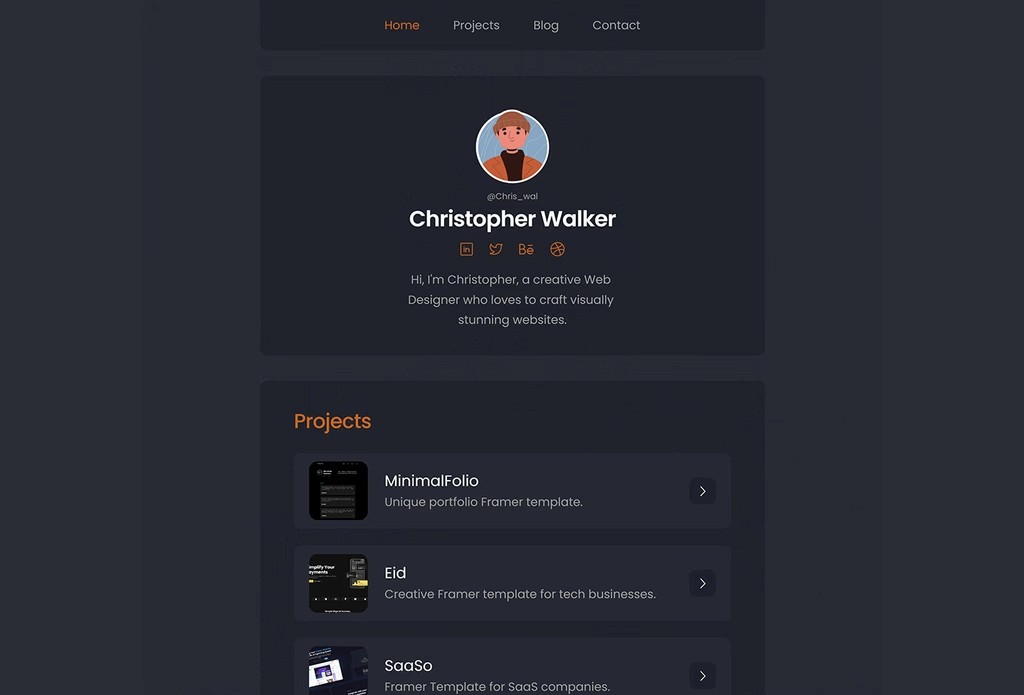 Home Projects Blog Contact
@Chris_wal
Christopher Walker
in Bē
Hi, I'm Christopher, a creative Web
Designer who loves to craft visually
stunning websites.
Projects
MinimalFolio
Unique portfolio Framer template.
Eid
Creative Framer template for tech businesses.
SaaSo
Framer Template for SaaS companies.